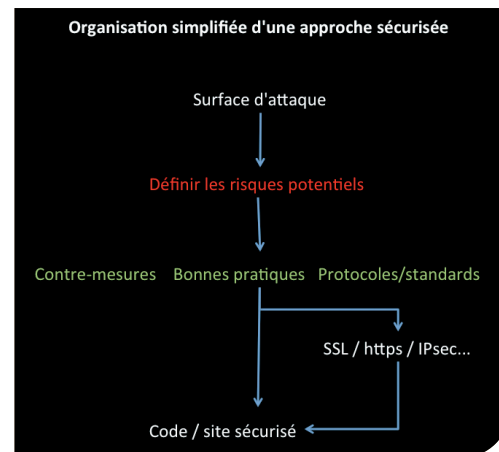 Organisation simplifiée d'une approche sécurisée
Surface d'attaque
Définir les risques potentiels
Contre-mesures Bonnes pratiques Protocoles/standards
SSL / https / IPsec...
Code / site sécurisé